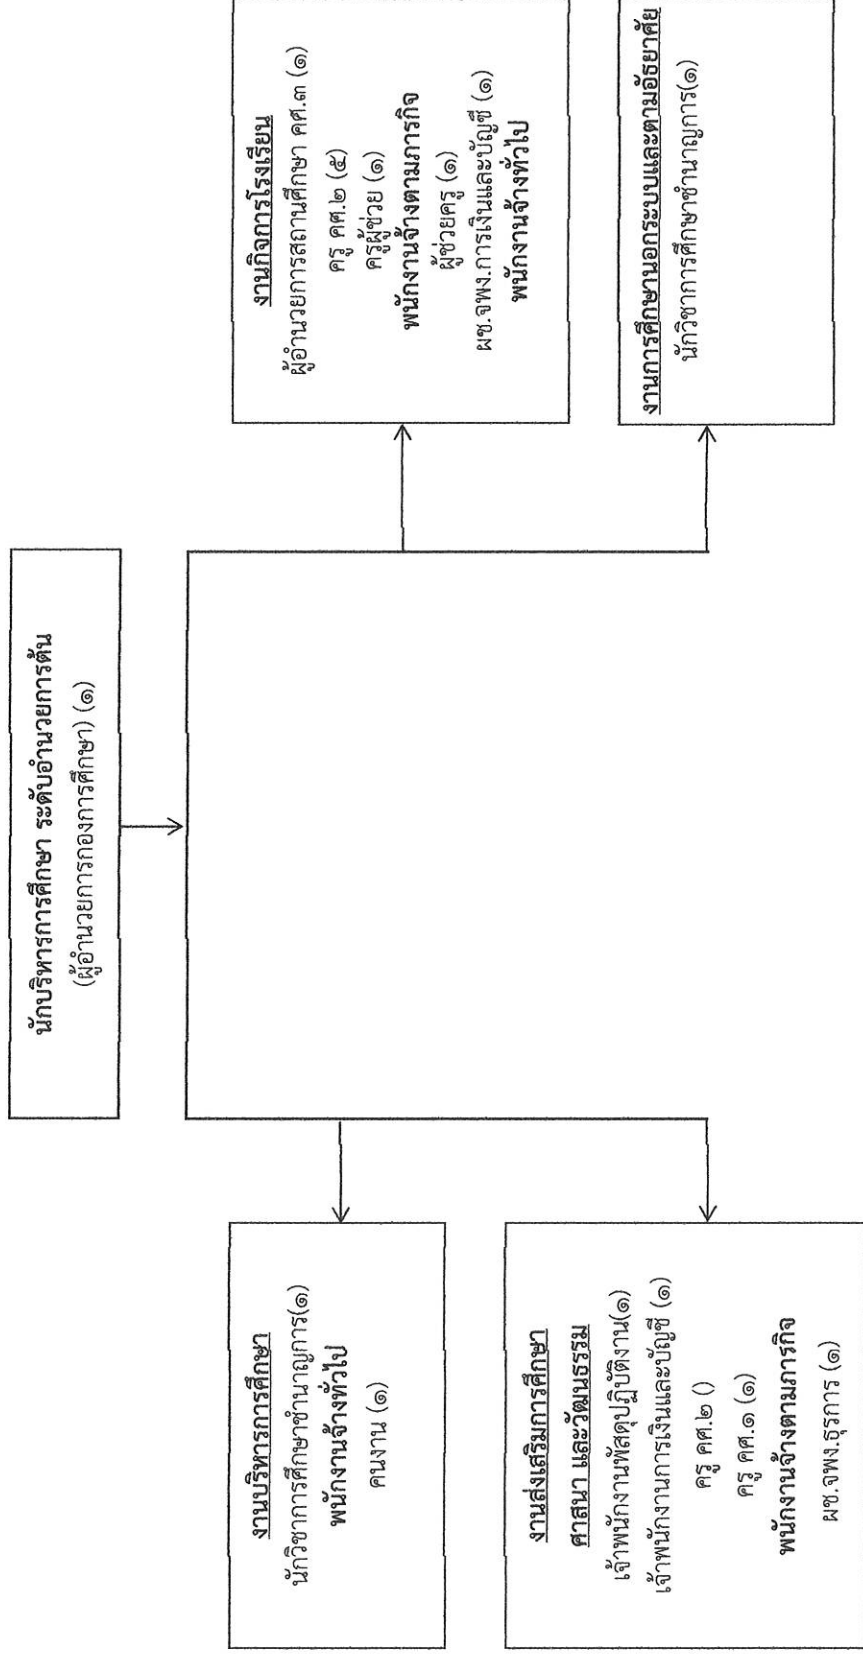 นักบริหารการศึกษา ระดับอำนวยการต้น
(ผู้อำนวยการกองการศึกษา) (๑)
งานบริหารการศึกษา
นักวิชาการศึกษาชำนาญการ(๑)
พนักงานจ้างทั่วไป
คนงาน (๑)
งานส่งเสริมการศึกษา
ศาสนา และวัฒนธรรม
เจ้าพนักงานพัสดุปฏิบัติงาน(๑)
เจ้าพนักงานการเงินและบัญชี (๑)
ครู คศ.๒ ()
ครู คศ.๑ (๑)
พนักงานจ้างตามภารกิจ
ผช.จพง.ธุรการ (๑)
งานกิจการโรงเรียน
ผู้อำนวยการสถานศึกษา คศ.๓ (๑)
ครู คศ.๒ (๕)
ครูผู้ช่วย (๑)
พนักงานจ้างตามภารกิจ
ผู้ช่วยครู (๑)
ผช.จพง.การเงินและบัญชี (๑)
พนักงานจ้างทั่วไป
งานการศึกษานอกระบบและตามอัธยาศัย
นักวิชาการศึกษาชำนาญการ(๑)